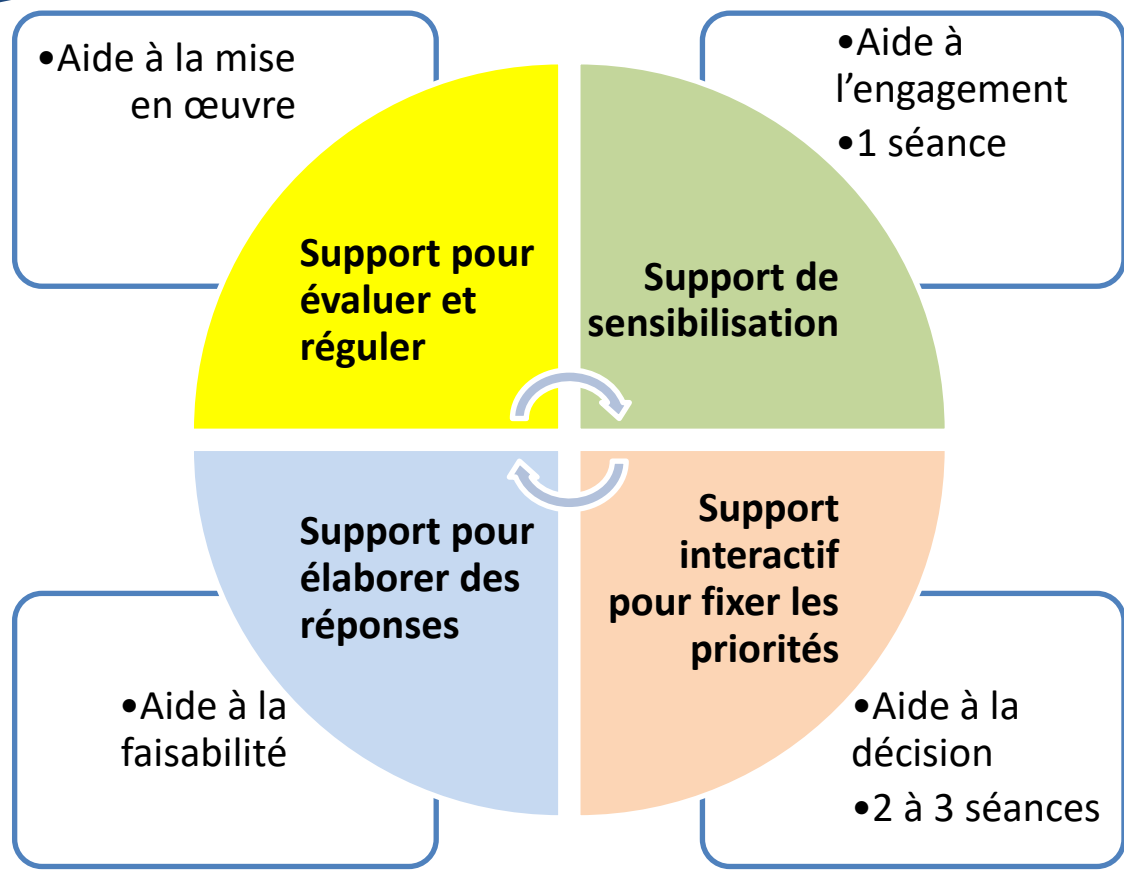 •Aide à la mise
en œuvre
•Aide à
l’engagement
•1 séance
Support pour
évaluer et
réguler
Support de
sensibilisation
Support pour
élaborer des
réponses
Support
interactif
pour fixer les
priorités
•Aide à la
faisabilité
•Aide à la
décision
•2 à 3 séances